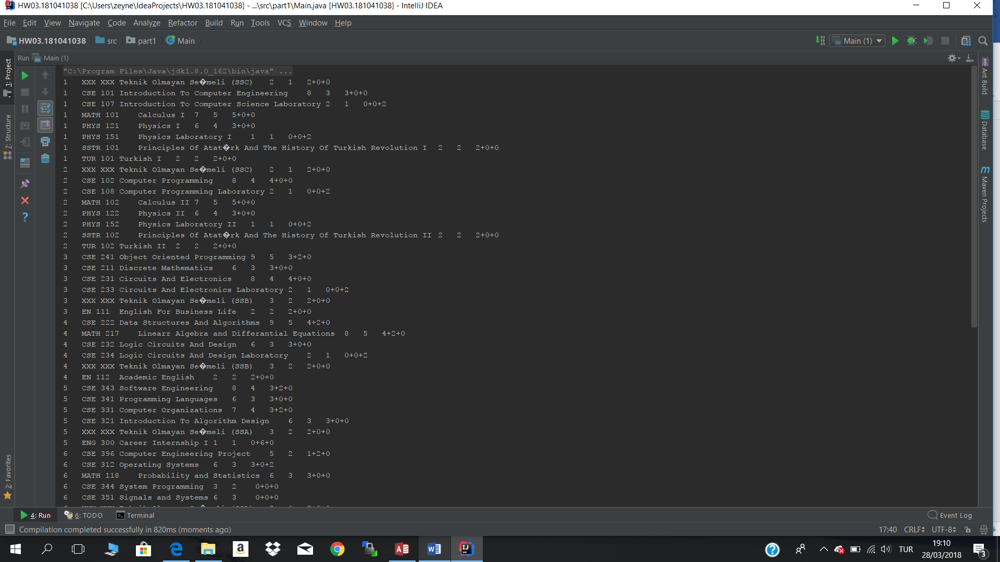 HW03.181041038 [C:\Users\zeyne\IdeaProjects\HW03.181041038] - ...\src\part1\Main.java [HW03.181041038] - IntelliJ IDEA
File Edit View Navigate Code Analyze Refactor Build Run Tools VCS Window Help
HW03.181041038 src part1 Main Main (1)
Run Main (1)
"C:\Program Files\Java\jdk1.8.0_162\bin\java" ...
1 XXX XXX Teknik Olmayan Se�meli (SSC) 2 1 2+0+0
1 CSE 101 Introduction To Computer Engineering 8 3 3+0+0
1 CSE 107 Introduction To Computer Science Laboratory 2 1 0+0+2
1 MATH 101 Calculus I 7 5 5+0+0
1 PHYS 121 Physics I 6 4 3+0+0
1 PHYS 151 Physics Laboratory I 1 1 0+0+2
1 SSTR 101 Principles Of Atat�rk And The History Of Turkish Revolution I 2 2 2+0+0
1 TUR 101 Turkish I 2 2 2+0+0
2 XXX XXX Teknik Olmayan Se�meli (SSC) 2 1 2+0+0
2 CSE 102 Computer Programming 8 4 4+0+0
2 CSE 108 Computer Programming Laboratory 2 1 0+0+2
2 MATH 102 Calculus II 7 5 5+0+0
2 PHYS 122 Physics II 6 4 3+0+0
2 PHYS 152 Physics Laboratory II 1 1 0+0+2
2 SSTR 102 Principles Of Atat�rk And The History Of Turkish Revolution II 2 2 2+0+0
2 TUR 102 Turkish II 2 2 2+0+0
3 CSE 241 Object Oriented Programming 9 5 3+2+0
3 CSE 211 Discrete Mathematics 6 3 3+0+0
3 CSE 231 Circuits And Electronics 8 4 4+0+0
3 CSE 233 Circuits And Electronics Laboratory 2 1 0+0+2
3 XXX XXX Teknik Olmayan Se�meli (SSB) 3 2 2+0+0
3 EN 111 English For Business Life 2 2 2+0+0
4 CSE 222 Data Structures And Algorithms 9 5 4+2+0
4 MATH 217 Linearr Algebra and Differantial Equations 8 5 4+2+0
4 CSE 232 Logic Circuits And Design 6 3 3+0+0
4 CSE 234 Logic Circuits And Design Laboratory 2 1 0+0+2
4 XXX XXX Teknik Olmayan Se�meli (SSB) 3 2 2+0+0
4 EN 112 Academic English 2 2 2+0+0
5 CSE 343 Software Engineering 8 4 3+2+0
5 CSE 341 Programming Languages 6 3 3+0+0
5 CSE 331 Computer Organizations 7 4 3+2+0
5 CSE 321 Introduction To Algorithm Design 6 3 3+0+0
5 XXX XXX Teknik Olmayan Se�meli (SSA) 3 2 2+0+0
5 ENG 300 Career Internship I 1 1 0+6+0
6 CSE 396 Computer Engineering Project 5 2 1+2+0
6 CSE 312 Operating Systems 6 3 3+0+2
6 MATH 118 Probability and Statistics 6 3 3+0+0
6 CSE 344 System Programming 3 2 0+0+0
6 CSE 351 Signals and Systems 6 3 0+0+0
1: Project
7: Structure
2: Favorites
Ant Build
Database
Maven Projects
4: Run 6: TODO Terminal Event Log
Compilation completed successfully in 820ms (moments ago) 17:40 CRLF UTF-8
TUR 19:10
28/03/2018 3